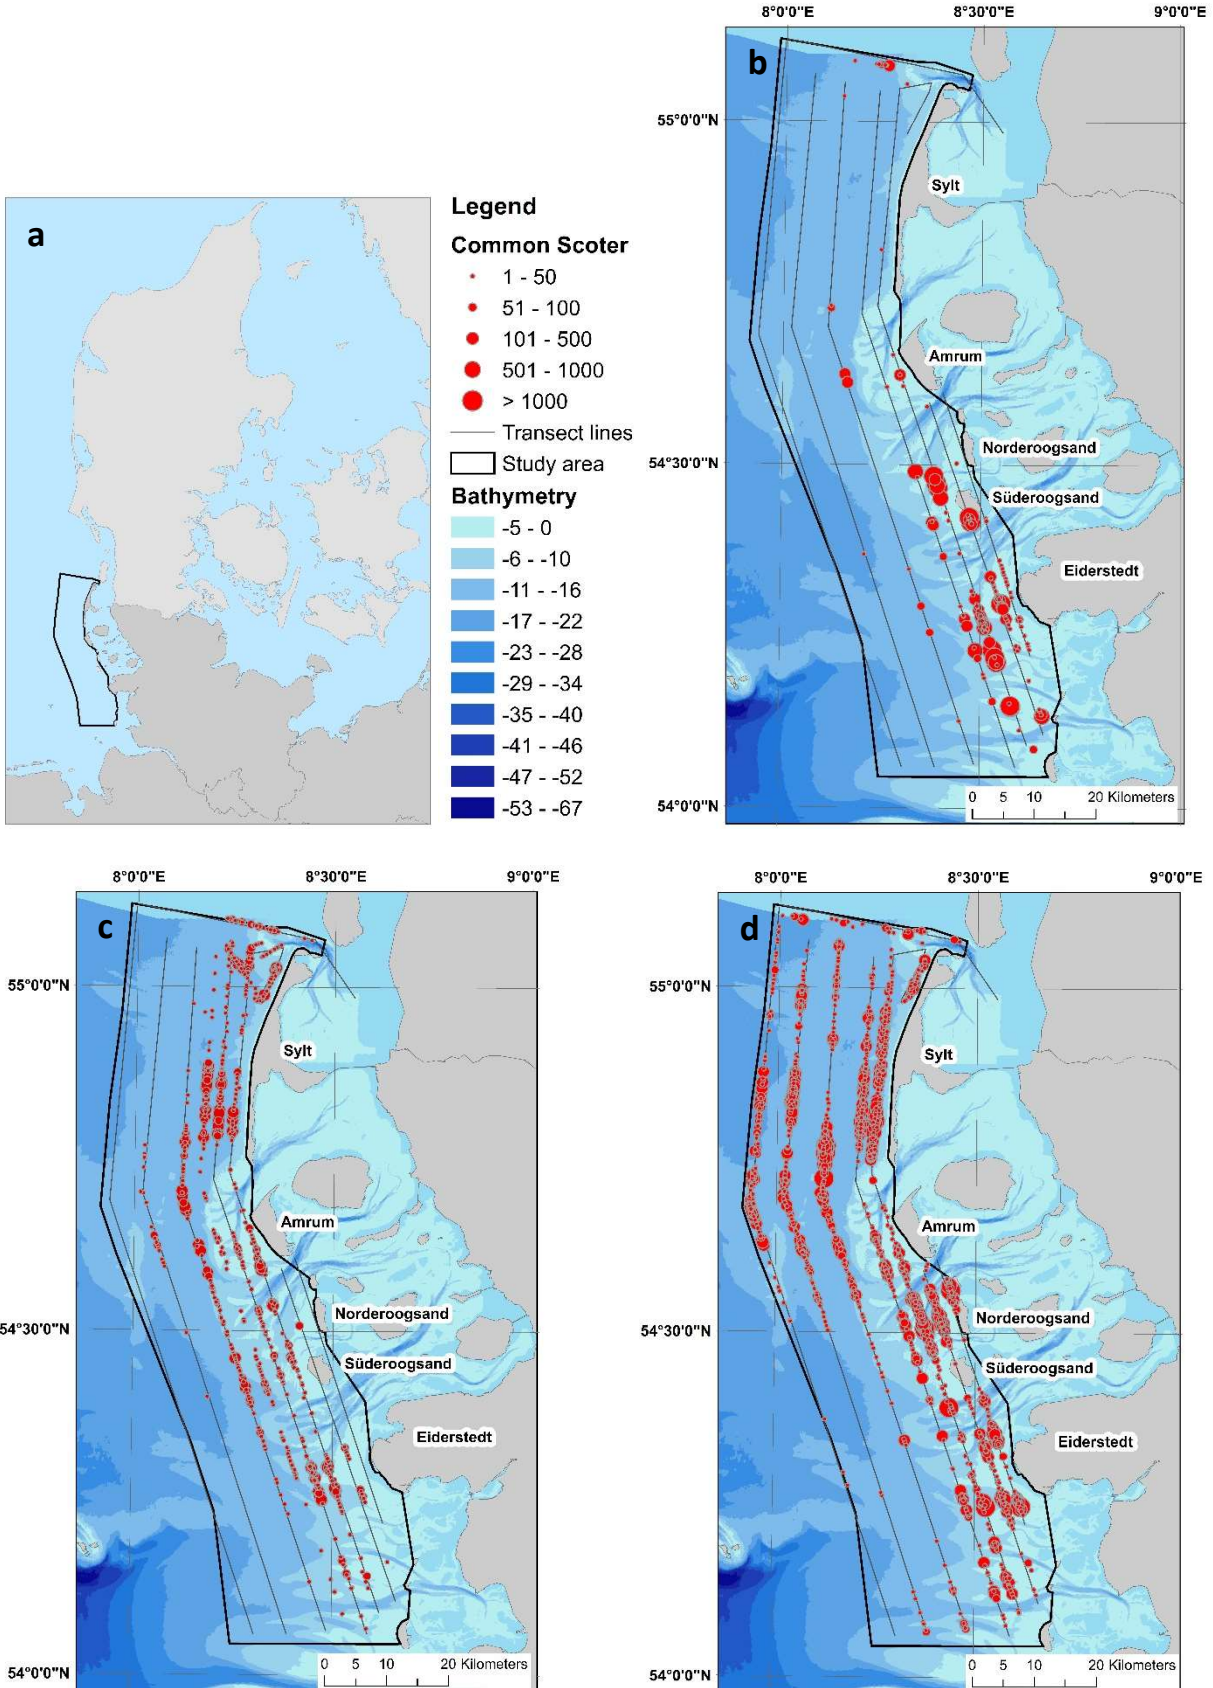 a
Legend
Common Scoter
1 - 50
51 - 100
101 - 500
501 - 1000
> 1000
Transect lines
Study area
Bathymetry
-5 - 0
-6 - -10
-11 - -16
-17 - -22
-23 - -28
-29 - -34
-35 - -40
-41 - -46
-47 - -52
-53 - -67
8°0'0"E 8°30'0"E 9°0'0"E
b
55°0'0"N
Sylt
Amrum
Norderoogsand
54°30'0"N
Süderoogsand
Eiderstedt
0 5 10 20 Kilometers
54°0'0"N
8°0'0"E 8°30'0"E 9°0'0"E
c
55°0'0"N
Sylt
Amrum
Norderoogsand
54°30'0"N
Süderoogsand
Eiderstedt
0 5 10 20 Kilometers
54°0'0"N
8°0'0"E 8°30'0"E 9°0'0"E
d
55°0'0"N
Sylt
Amrum
Norderoogsand
54°30'0"N
Süderoogsand
Eiderstedt
0 5 10 20 Kilometers
54°0'0"N